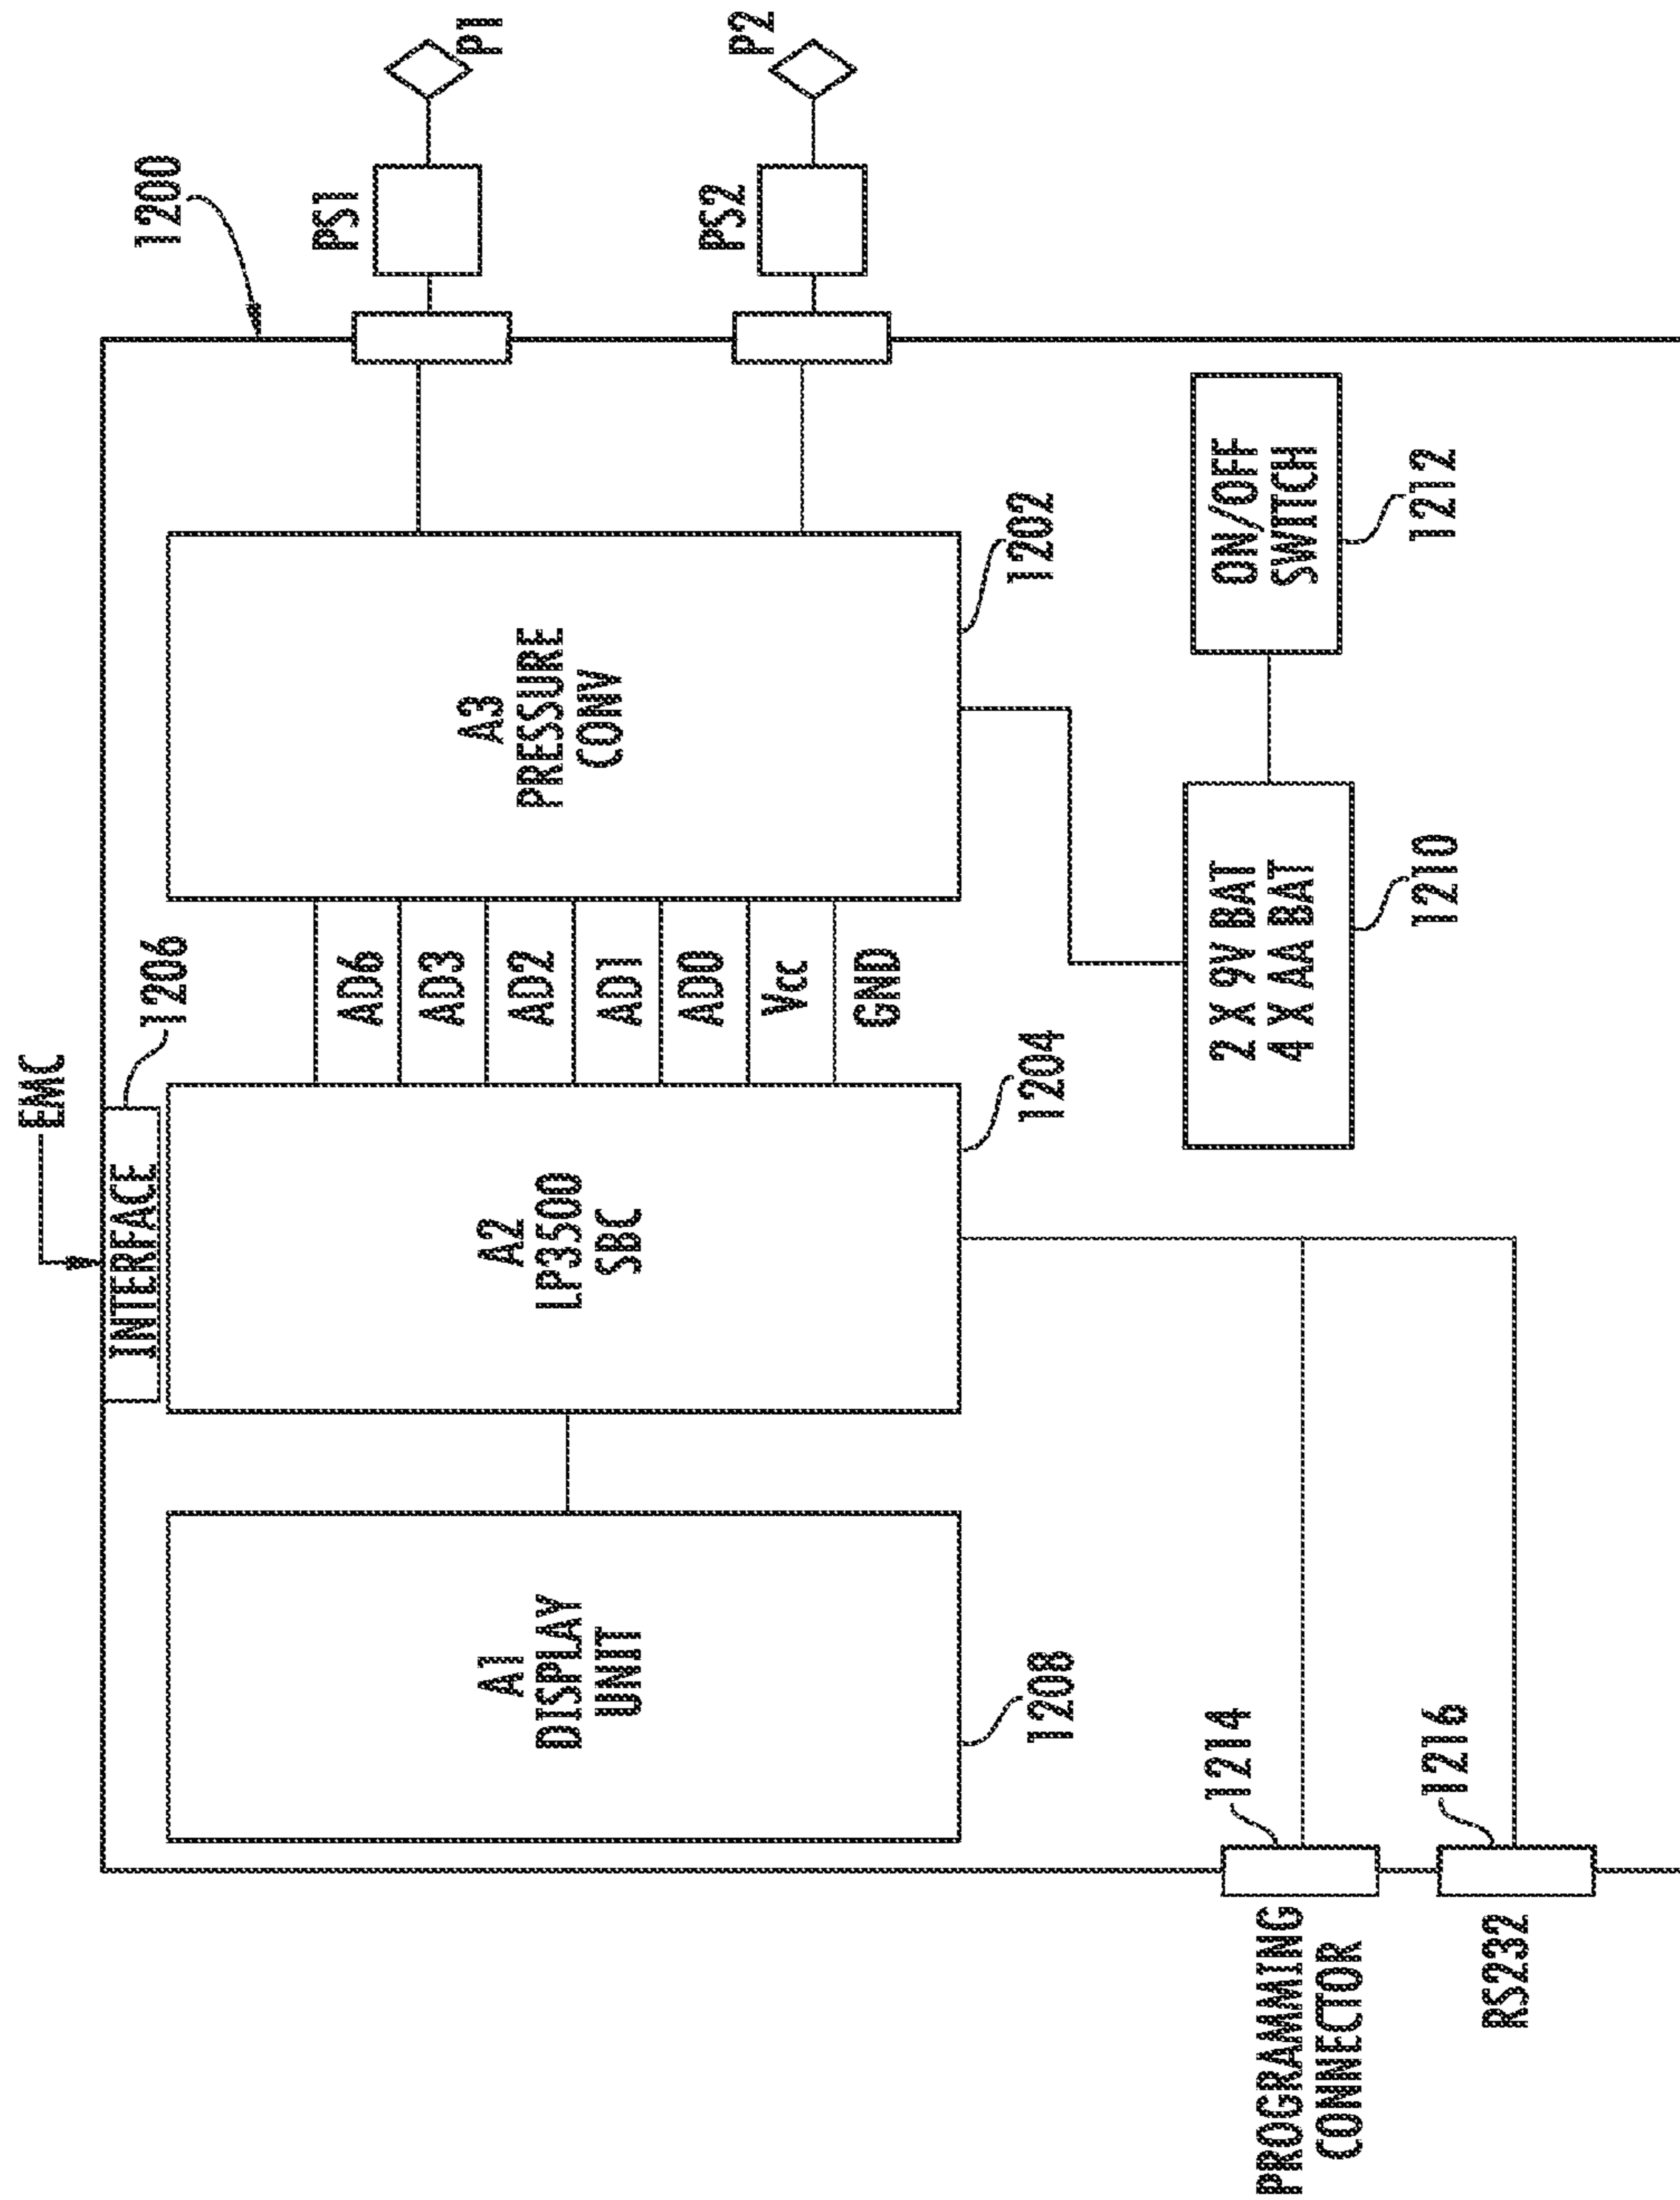 EMC
INTERFACE
1206
1200
A1
DISPLAY
UNIT
1208
A2
LP3500
SBC
1204
AD6
AD3
AD2
AD1
AD0
Vcc
GND
A3
PRESSURE
CONV
1202
PS1
P1
PS2
P2
2 X 9V BAT
4 X AA BAT
1210
ON/OFF
SWITCH
1212
PROGRAMMING
CONNECTOR
1214
RS232
1216